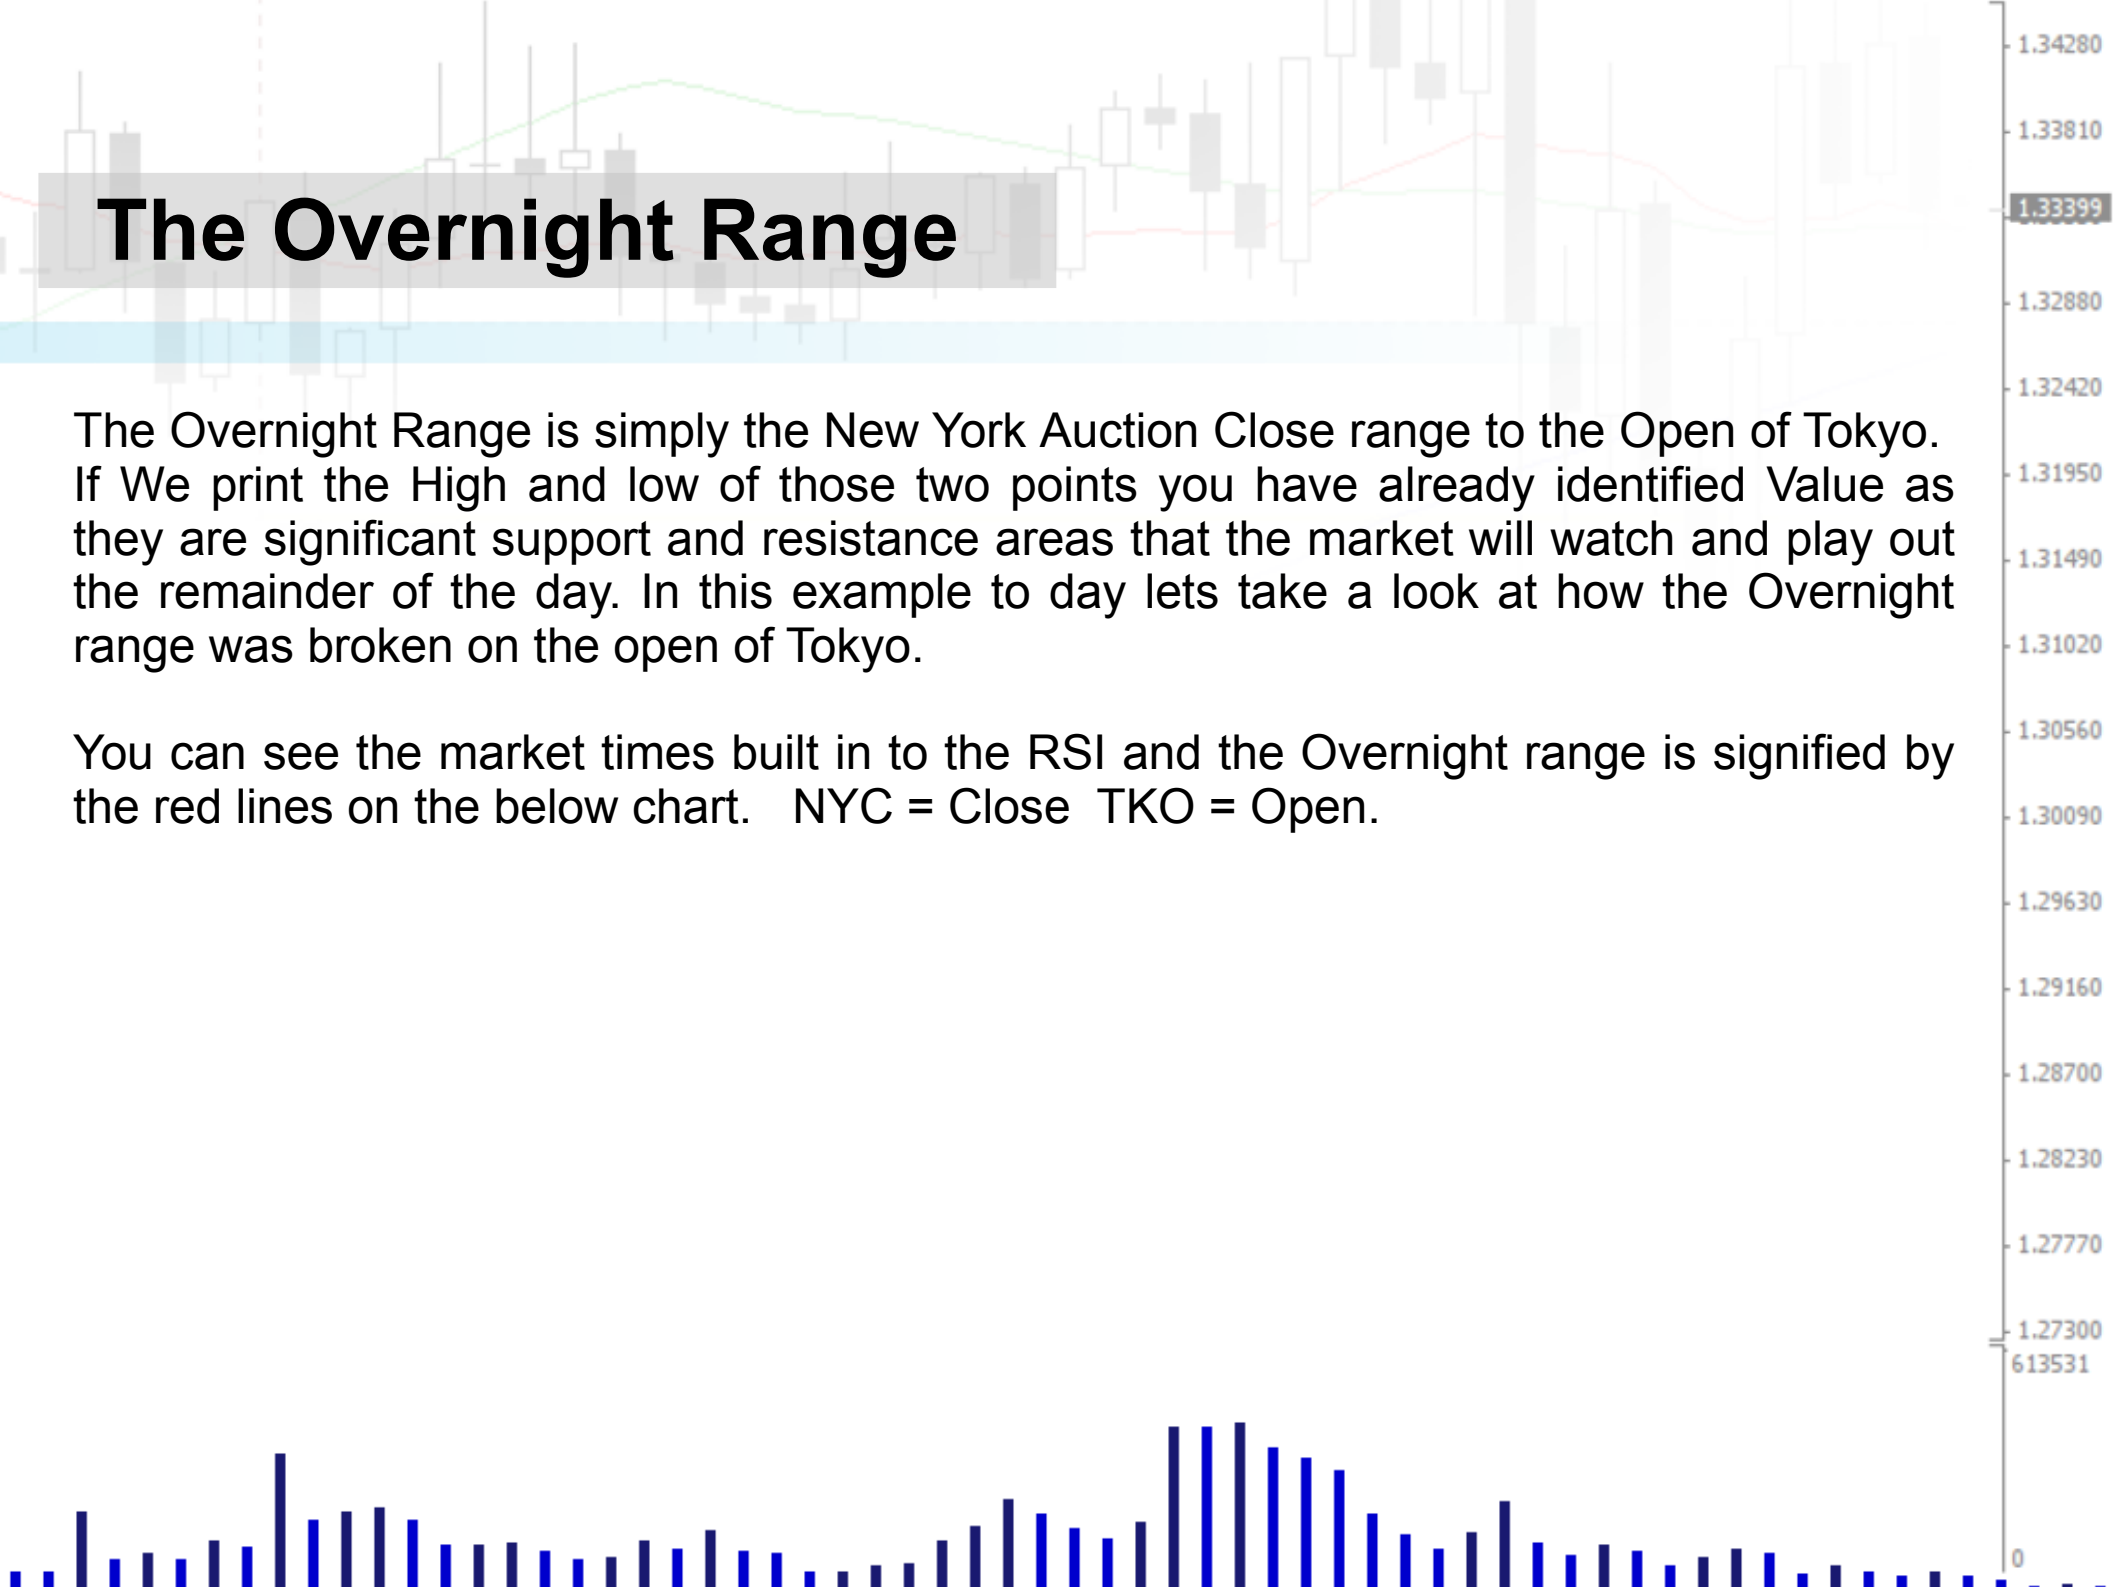 The Overnight Range
The Overnight Range is simply the New York Auction Close range to the Open of Tokyo.
If We print the High and low of those two points you have already identified Value as
they are significant support and resistance areas that the market will watch and play out
the remainder of the day. In this example to day lets take a look at how the Overnight
range was broken on the open of Tokyo.
You can see the market times built in to the RSI and the Overnight range is signified by
the red lines on the below chart. NYC = Close TKO = Open.
1.34280
1.33810
1.33399
1.32880
1.32420
1.31950
1.31490
1.31020
1.30560
1.30090
1.29630
1.29160
1.28700
1.28230
1.27770
1.27300
613531
0